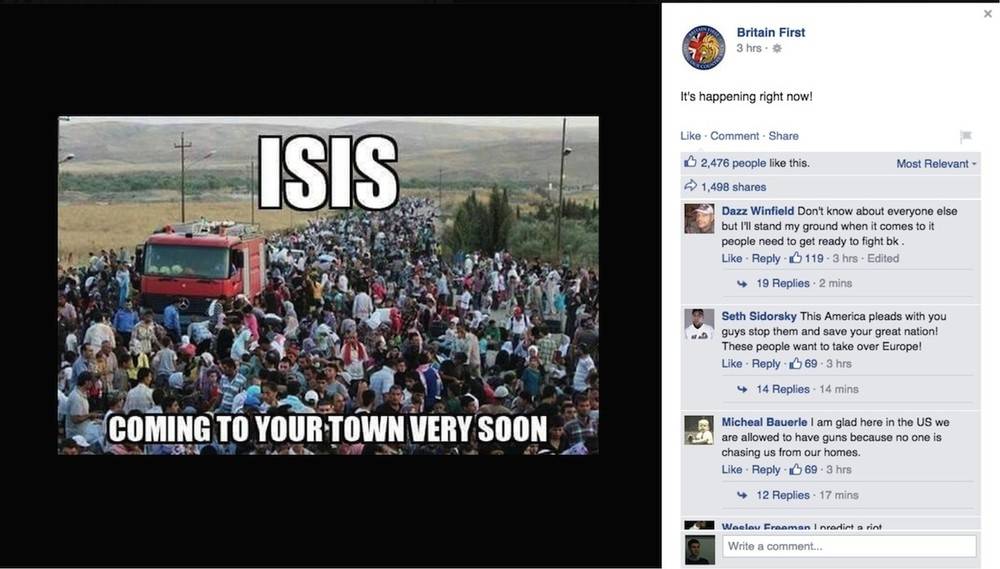 ISIS
COMING TO YOUR TOWN VERY SOON
Britain First
3 hrs ·
It's happening right now!
Like · Comment · Share
2,476 people like this.
Most Relevant
1,498 shares
Dazz Winfield Don't know about everyone else
but I'll stand my ground when it comes to it
people need to get ready to fight bk .
Like · Reply · 119 · 3 hrs · Edited
19 Replies · 2 mins
Seth Sidorsky This America pleads with you
guys stop them and save your great nation!
These people want to take over Europe!
Like · Reply · 69 · 3 hrs
14 Replies · 14 mins
Micheal Bauerle I am glad here in the US we
are allowed to have guns because no one is
chasing us from our homes.
Like · Reply · 69 · 3 hrs
12 Replies · 17 mins
Wesley Freeman I predict a riot
Write a comment...